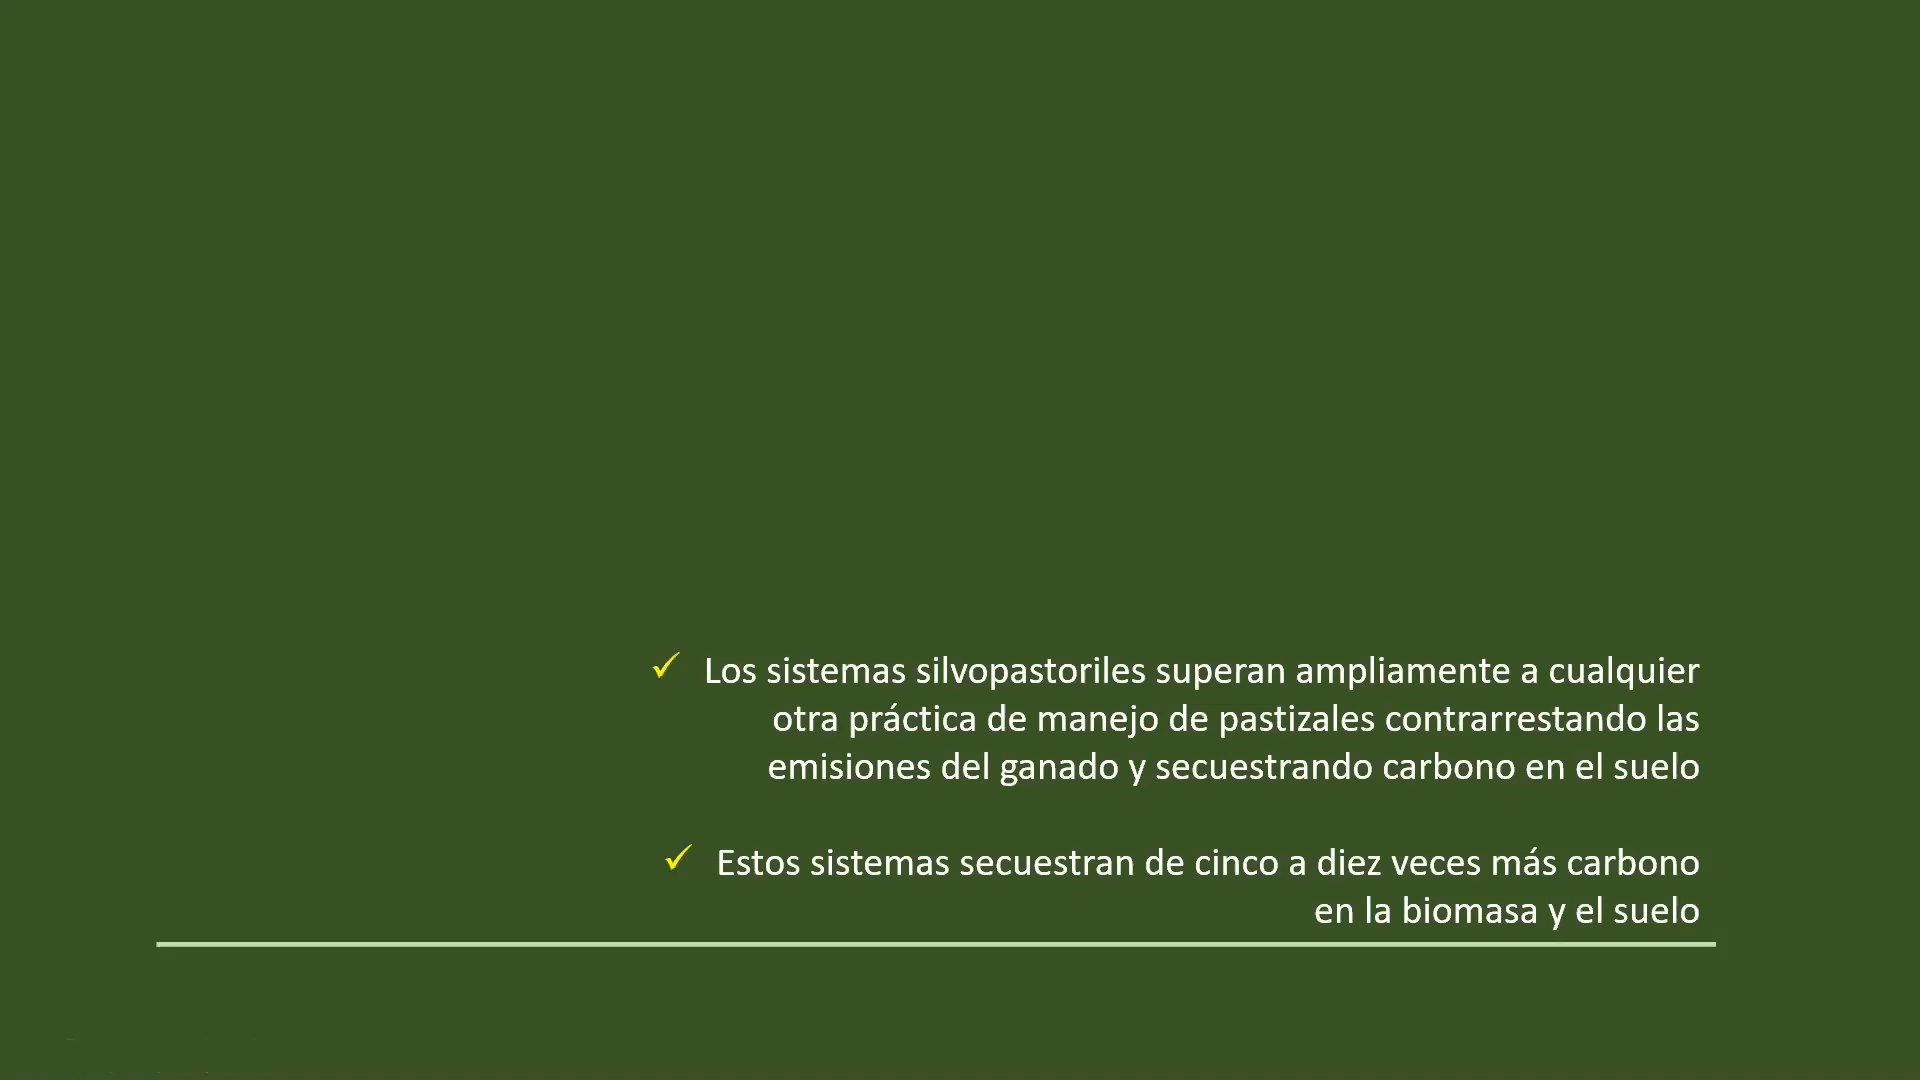 ✓ Los sistemas silvopastoriles superan ampliamente a cualquier
otra práctica de manejo de pastizales contrarrestando las
emisiones del ganado y secuestrando carbono en el suelo
✓ Estos sistemas secuestran de cinco a diez veces más carbono
en la biomasa y el suelo